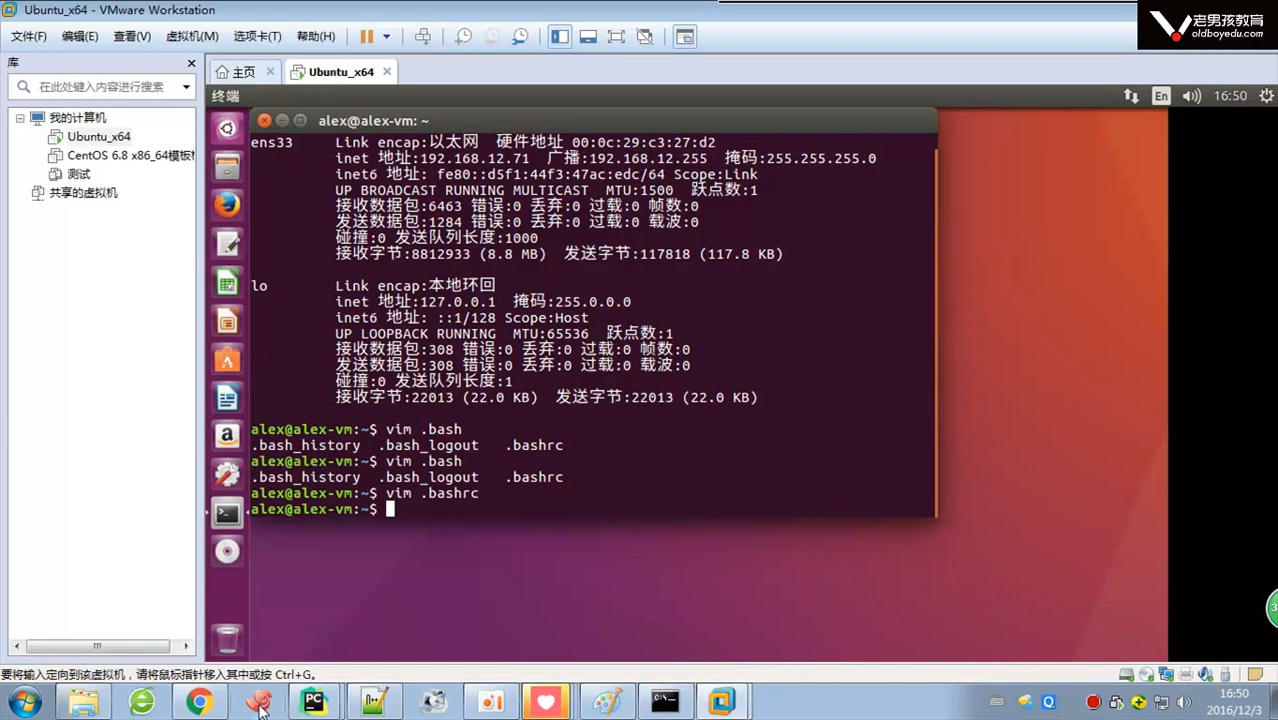 Ubuntu_x64 - VMware Workstation
老男孩教育
oldboyedu.com
文件(F) 编辑(E) 查看(V) 虚拟机(M) 选项卡(T) 帮助(H)
库
在此处键入内容进行搜索
我的计算机
Ubuntu_x64
CentOS 6.8 x86_64模板机
测试
共享的虚拟机
主页
Ubuntu_x64
终端
En
16:50
alex@alex-vm: ~
ens33 Link encap:以太网 硬件地址 00:0c:29:c3:27:d2
inet 地址:192.168.12.71 广播:192.168.12.255 掩码:255.255.255.0
inet6 地址: fe80::d5f1:44f3:47ac:edc/64 Scope:Link
UP BROADCAST RUNNING MULTICAST MTU:1500 跃点数:1
接收数据包:6463 错误:0 丢弃:0 过载:0 帧数:0
发送数据包:1284 错误:0 丢弃:0 过载:0 载波:0
碰撞:0 发送队列长度:1000
接收字节:8812933 (8.8 MB) 发送字节:117818 (117.8 KB)
lo Link encap:本地环回
inet 地址:127.0.0.1 掩码:255.0.0.0
inet6 地址: ::1/128 Scope:Host
UP LOOPBACK RUNNING MTU:65536 跃点数:1
接收数据包:308 错误:0 丢弃:0 过载:0 帧数:0
发送数据包:308 错误:0 丢弃:0 过载:0 载波:0
碰撞:0 发送队列长度:1
接收字节:22013 (22.0 KB) 发送字节:22013 (22.0 KB)
alex@alex-vm:~$ vim .bash
.bash_history .bash_logout .bashrc
alex@alex-vm:~$ vim .bash
.bash_history .bash_logout .bashrc
alex@alex-vm:~$ vim .bashrc
alex@alex-vm:~$
要将输入定向到该虚拟机，请将鼠标指针移入其中或按 Ctrl+G。
16:50
2016/12/3